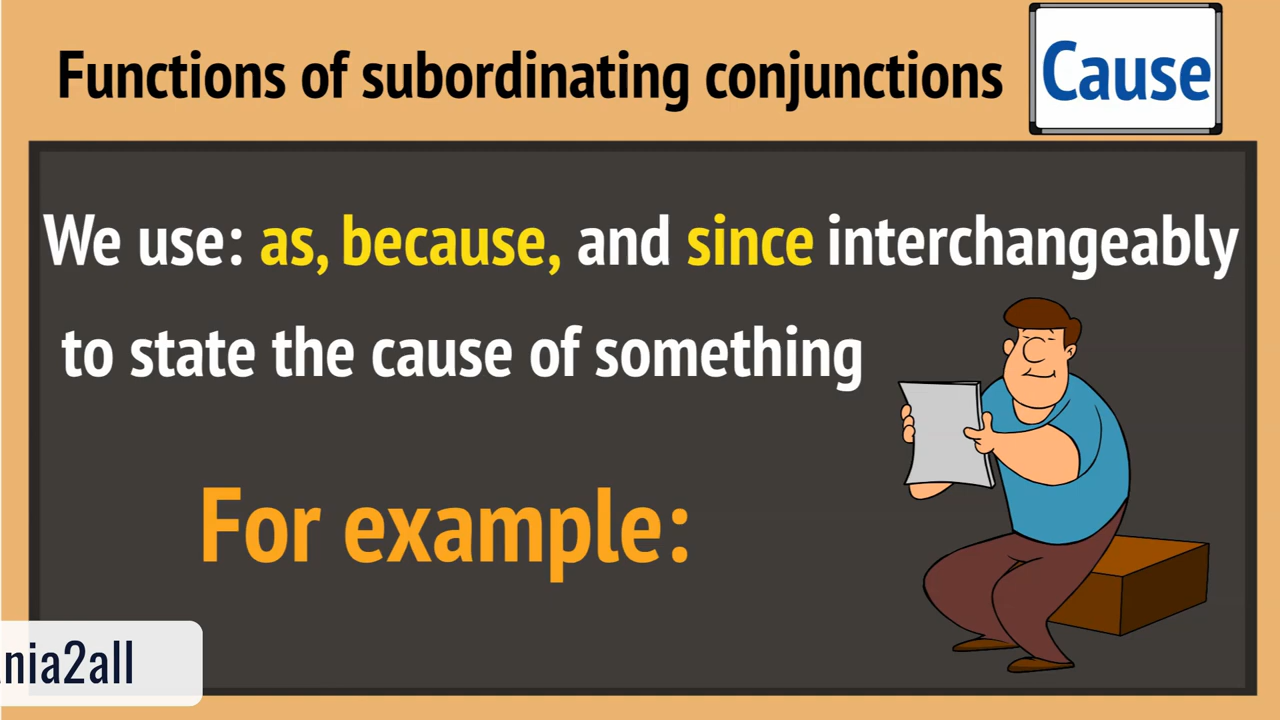 Functions of subordinating conjunctions
Cause
We use: as, because, and since interchangeably
to state the cause of something
For example:
nia2all